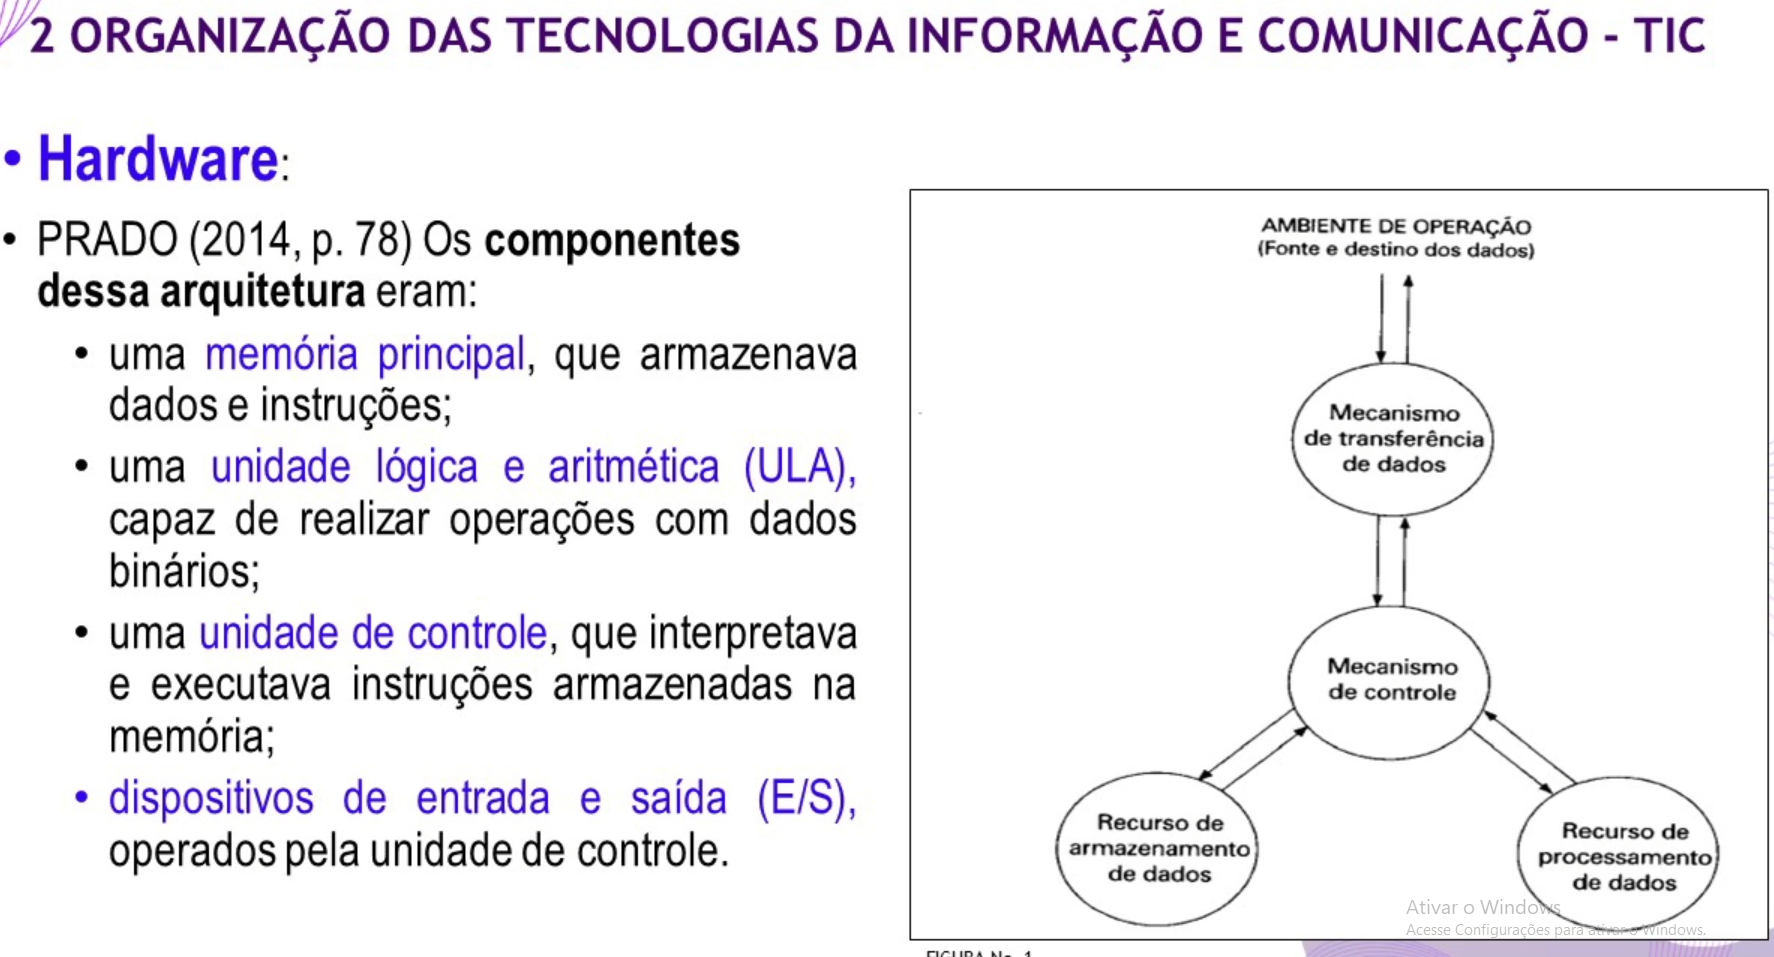 2 ORGANIZAÇÃO DAS TECNOLOGIAS DA INFORMAÇÃO E COMUNICAÇÃO - TIC
• Hardware:
• PRADO (2014, p. 78) Os componentes
dessa arquitetura eram:
• uma memória principal, que armazenava
dados e instruções;
• uma unidade lógica e aritmética (ULA),
capaz de realizar operações com dados
binários;
• uma unidade de controle, que interpretava
e executava instruções armazenadas na
memória;
• dispositivos de entrada e saída (E/S),
operados pela unidade de controle.
AMBIENTE DE OPERAÇÃO
(Fonte e destino dos dados)
Mecanismo
de transferência
de dados
Mecanismo
de controle
Recurso de
armazenamento
de dados
Recurso de
processamento
de dados
Ativar o Windows
Acesse Configurações para ativar o Windows.
FIGURA No. 1